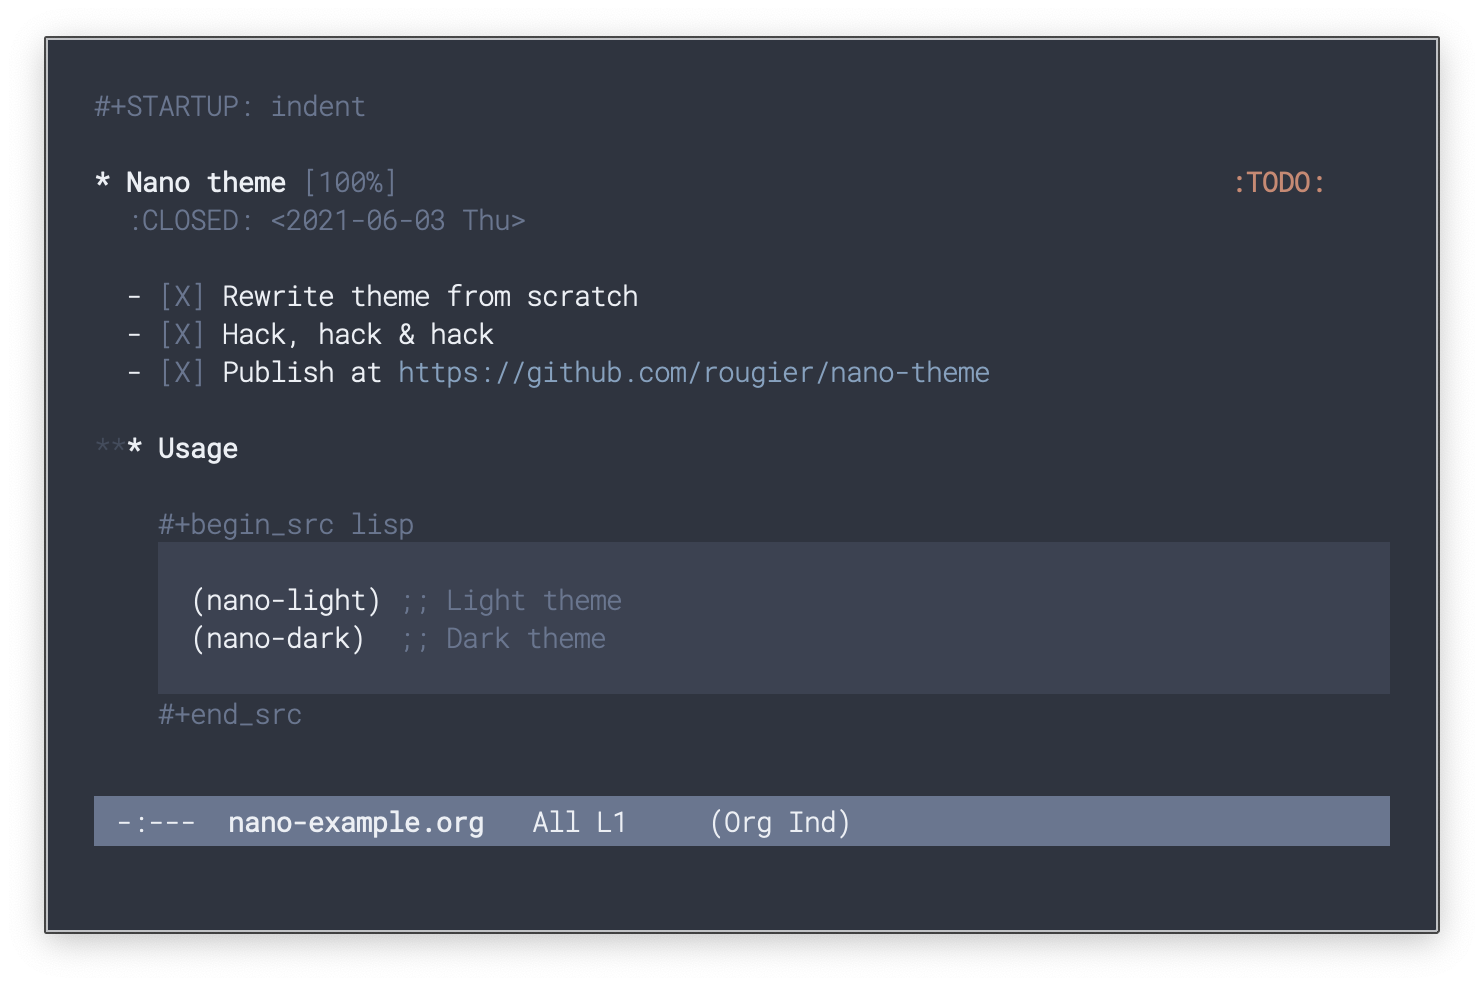 #+STARTUP: indent
* Nano theme [100%] :TODO:
:CLOSED: <2021-06-03 Thu>
- [X] Rewrite theme from scratch
- [X] Hack, hack & hack
- [X] Publish at https://github.com/rougier/nano-theme
*** Usage
#+begin_src lisp
(nano-light) ;; Light theme
(nano-dark)  ;; Dark theme
#+end_src
-:---  nano-example.org   All L1     (Org Ind)